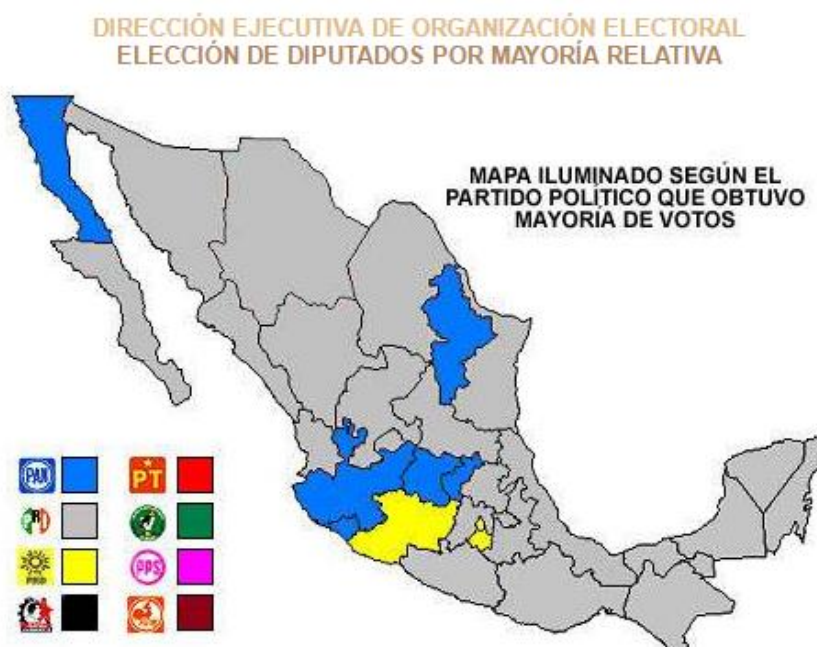 DIRECCIÓN EJECUTIVA DE ORGANIZACIÓN ELECTORAL
ELECCIÓN DE DIPUTADOS POR MAYORÍA RELATIVA
MAPA ILUMINADO SEGÚN EL
PARTIDO POLÍTICO QUE OBTUVO
MAYORÍA DE VOTOS
PAN
PT
PRD
PPS